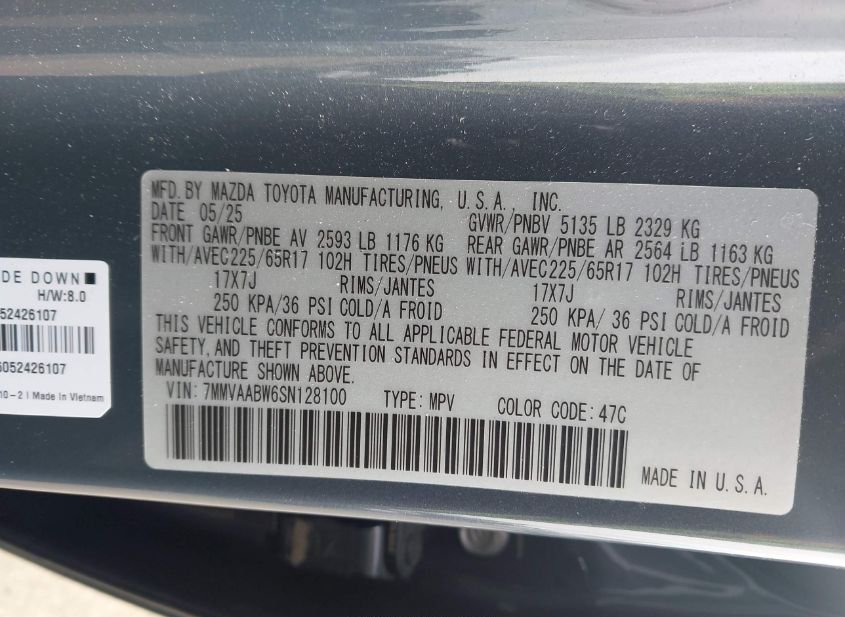 MFD. BY MAZDA TOYOTA MANUFACTURING, U.S.A., INC.
DATE 05/25
GVWR/PNBV 5135 LB 2329 KG
FRONT GAWR/PNBE AV 2593 LB 1176 KG
REAR GAWR/PNBE AR 2564 LB 1163 KG
WITH/AVEC225/65R17 102H TIRES/PNEUS WITH/AVEC225/65R17 102H TIRES/PNEUS
17X7J RIMS/JANTES 17X7J RIMS/JANTES
250 KPA/36 PSI COLD/A FROID 250 KPA/ 36 PSI COLD/A FROID
THIS VEHICLE CONFORMS TO ALL APPLICABLE FEDERAL MOTOR VEHICLE
SAFETY, AND THEFT PREVENTION STANDARDS IN EFFECT ON THE DATE OF
MANUFACTURE SHOWN ABOVE.
VIN: 7MMVAABW6SN128100 TYPE: MPV COLOR CODE: 47C
MADE IN U.S.A.
DE DOWN
H/W:8.0
52426107
6052426107
10-2 | Made in Vietnam